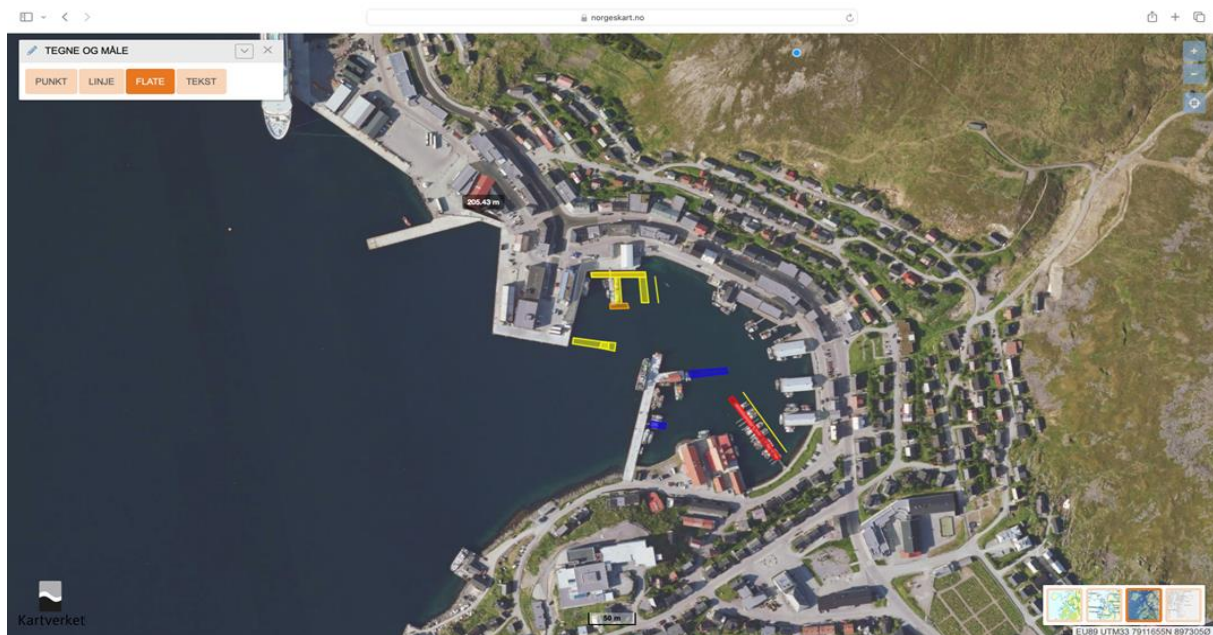 norgeskart.no
TEGNE OG MÅLE
PUNKT LINJE FLATE TEKST
205.43 m
Kartverket
50 m
EU89 UTM33 7911655N 897305Ø